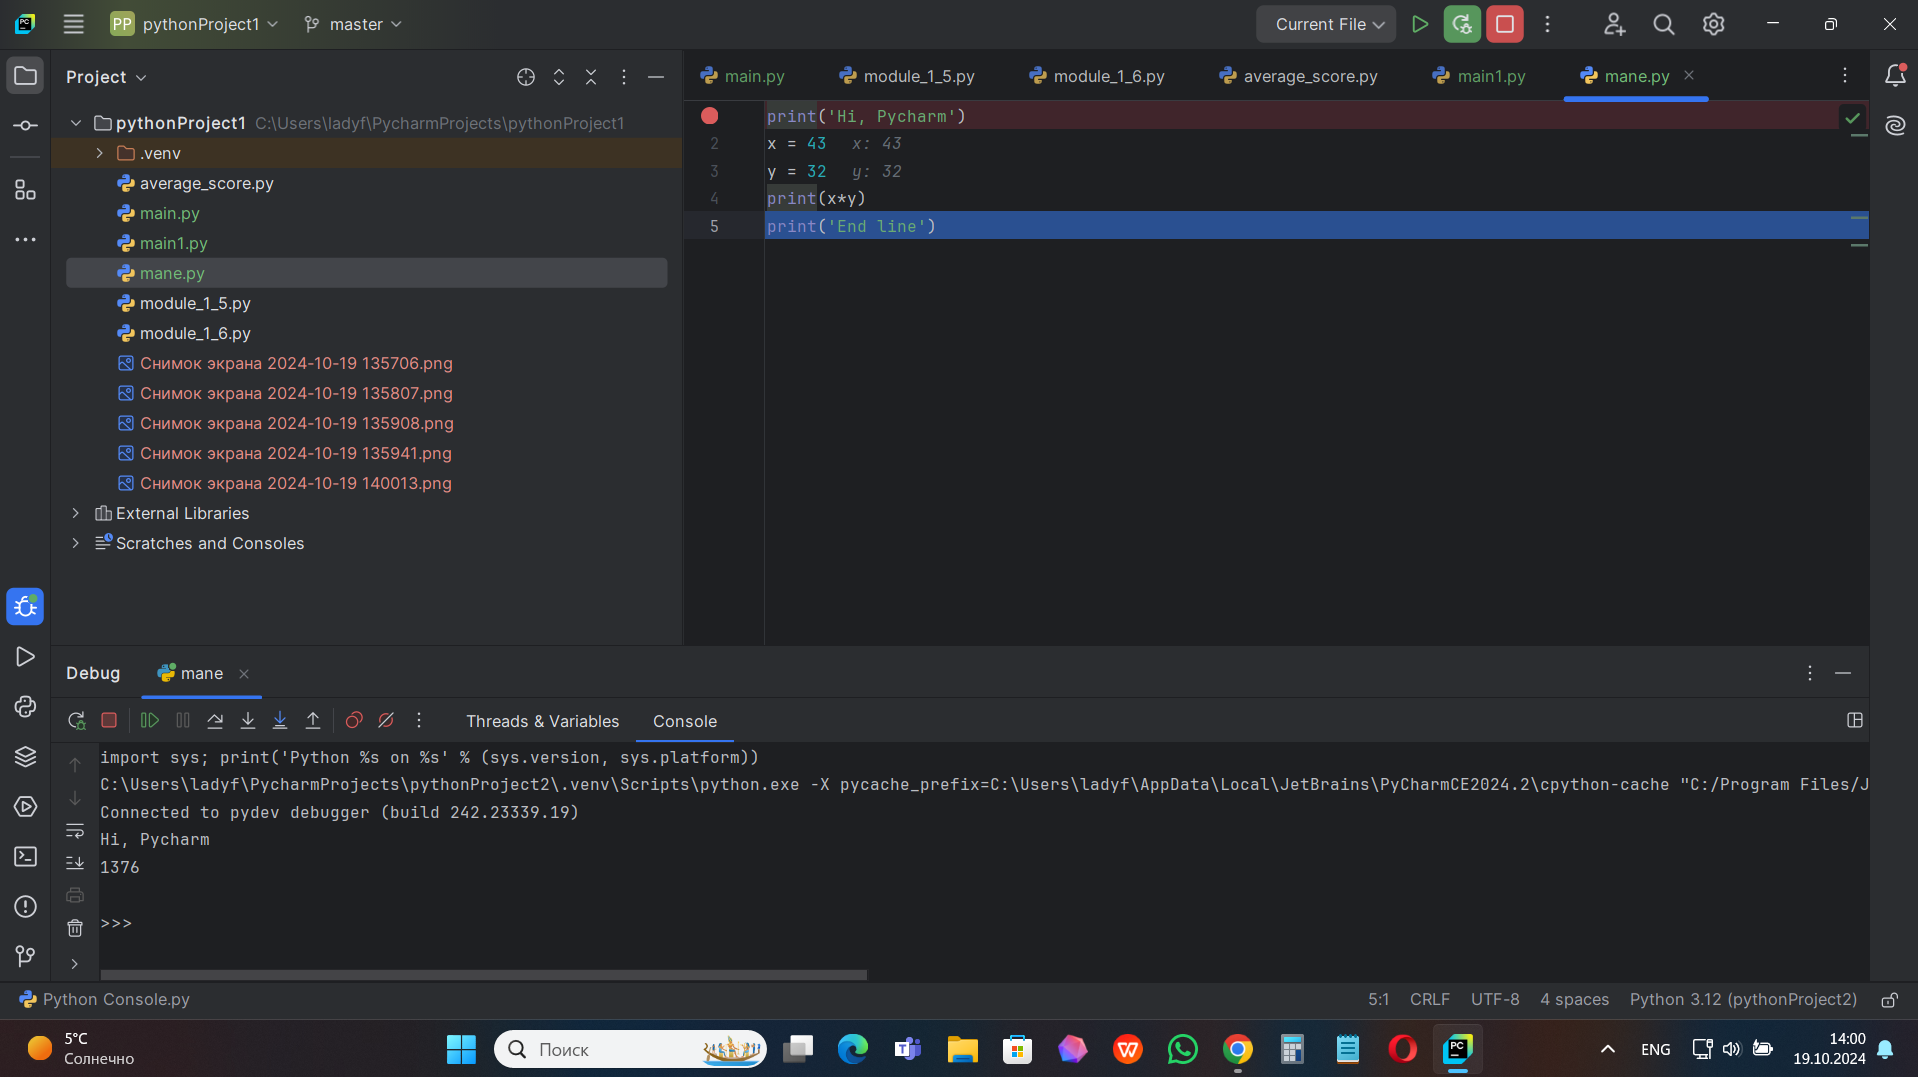 PP pythonProject1 master Current File
Project
main.py module_1_5.py module_1_6.py average_score.py main1.py mane.py
pythonProject1 C:\Users\ladyf\PycharmProjects\pythonProject1
.venv
average_score.py
main.py
main1.py
mane.py
module_1_5.py
module_1_6.py
Снимок экрана 2024-10-19 135706.png
Снимок экрана 2024-10-19 135807.png
Снимок экрана 2024-10-19 135908.png
Снимок экрана 2024-10-19 135941.png
Снимок экрана 2024-10-19 140013.png
External Libraries
Scratches and Consoles
print('Hi, Pycharm')
2 x = 43 x: 43
3 y = 32 y: 32
4 print(x*y)
5 print('End line')
Debug mane
Threads & Variables Console
import sys; print('Python %s on %s' % (sys.version, sys.platform))
C:\Users\ladyf\PycharmProjects\pythonProject2\.venv\Scripts\python.exe -X pycache_prefix=C:\Users\ladyf\AppData\Local\JetBrains\PyCharmCE2024.2\cpython-cache "C:/Program Files/J
Connected to pydev debugger (build 242.23339.19)
Hi, Pycharm
1376
>>>
Python Console.py 5:1 CRLF UTF-8 4 spaces Python 3.12 (pythonProject2)
5°C
Солнечно
Поиск
ENG
14:00
19.10.2024